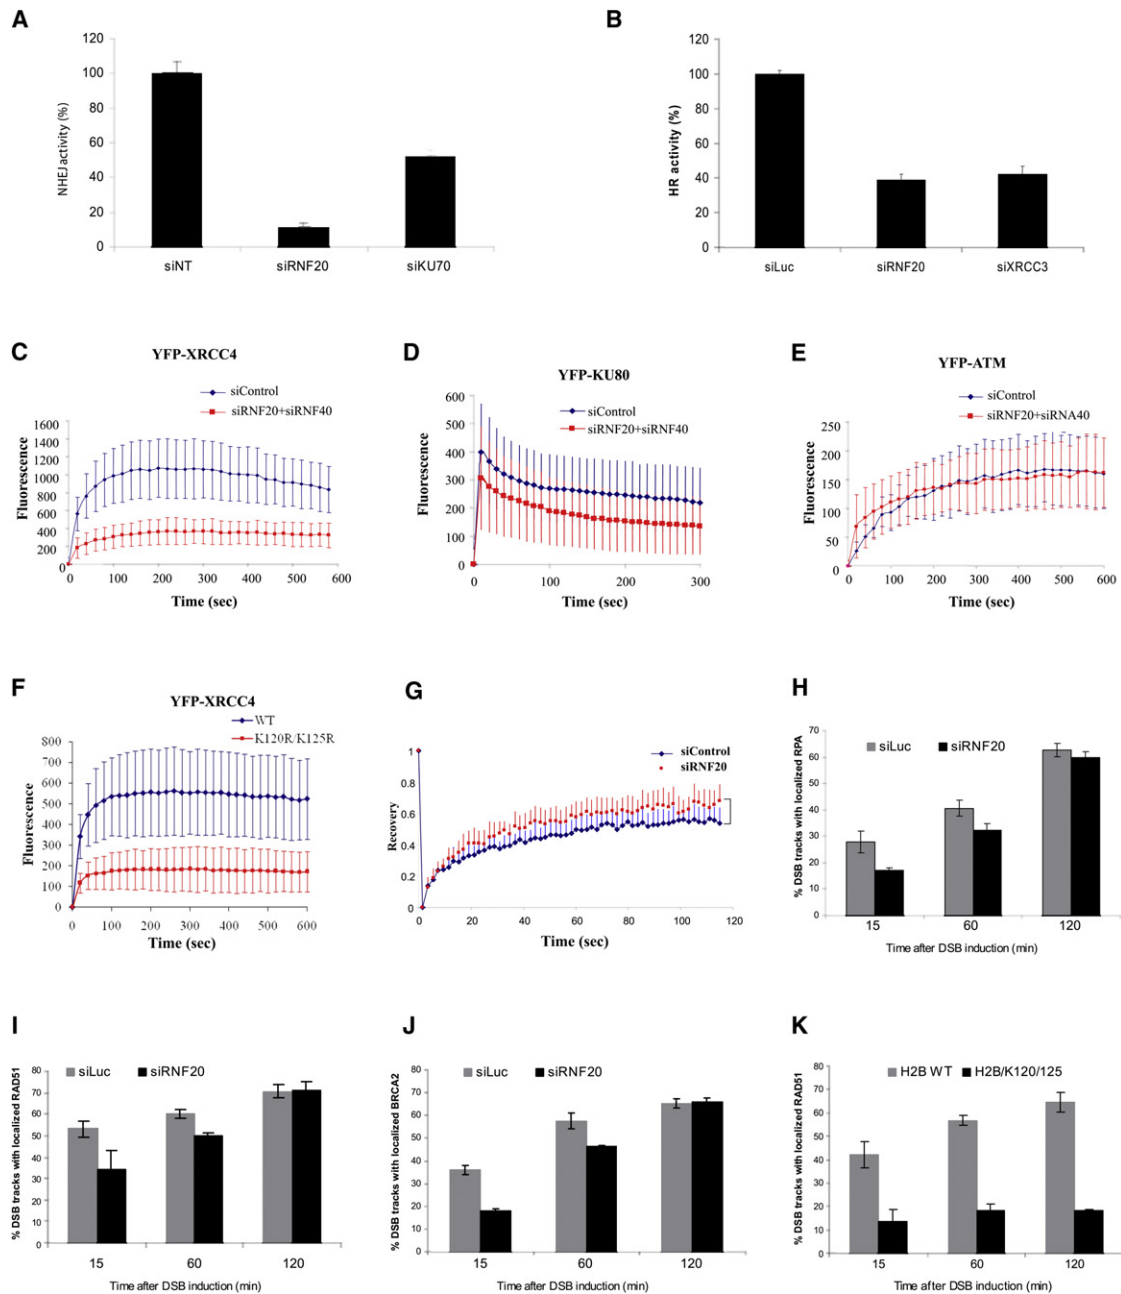 A
NHEJ activity (%)
120
100
80
60
40
20
0
siNT siRNF20 siKU70
B
HR activity (%)
120
100
80
60
40
20
0
siLuc siRNF20 siXRCC3
C
YFP-XRCC4
siControl
siRNF20+siRNF40
Fluorescence
1600
1400
1200
1000
800
600
400
200
0 100 200 300 400 500 600
Time (sec)
D
YFP-KU80
siControl
siRNF20+siRNF40
Fluorescence
600
500
400
300
200
100
0
0 100 200 300
Time (sec)
E
YFP-ATM
siControl
siRNF20+siRNA40
Fluorescence
250
200
150
100
50
0
0 100 200 300 400 500 600
Time (sec)
F
YFP-XRCC4
WT
K120R/K125R
Fluorescence
800
700
600
500
400
300
200
100
0
0 100 200 300 400 500 600
Time (sec)
G
siControl
siRNF20
Recovery
1
0.8
0.6
0.4
0.2
0
0 20 40 60 80 100 120
Time (sec)
H
siLuc siRNF20
% DSB tracks with localized RPA
70
60
50
40
30
20
10
0
15 60 120
Time after DSB induction (min)
I
siLuc siRNF20
% DSB tracks with localized RAD51
80
70
60
50
40
30
20
10
0
15 60 120
Time after DSB induction (min)
J
siLuc siRNF20
% DSB tracks with localized BRCA2
80
70
60
50
40
30
20
10
0
15 60 120
Time after DSB induction (min)
K
H2B WT H2B/K120/125
% DSB tracks with localized RAD51
80
70
60
50
40
30
20
10
0
15 60 120
Time after DSB induction (min)